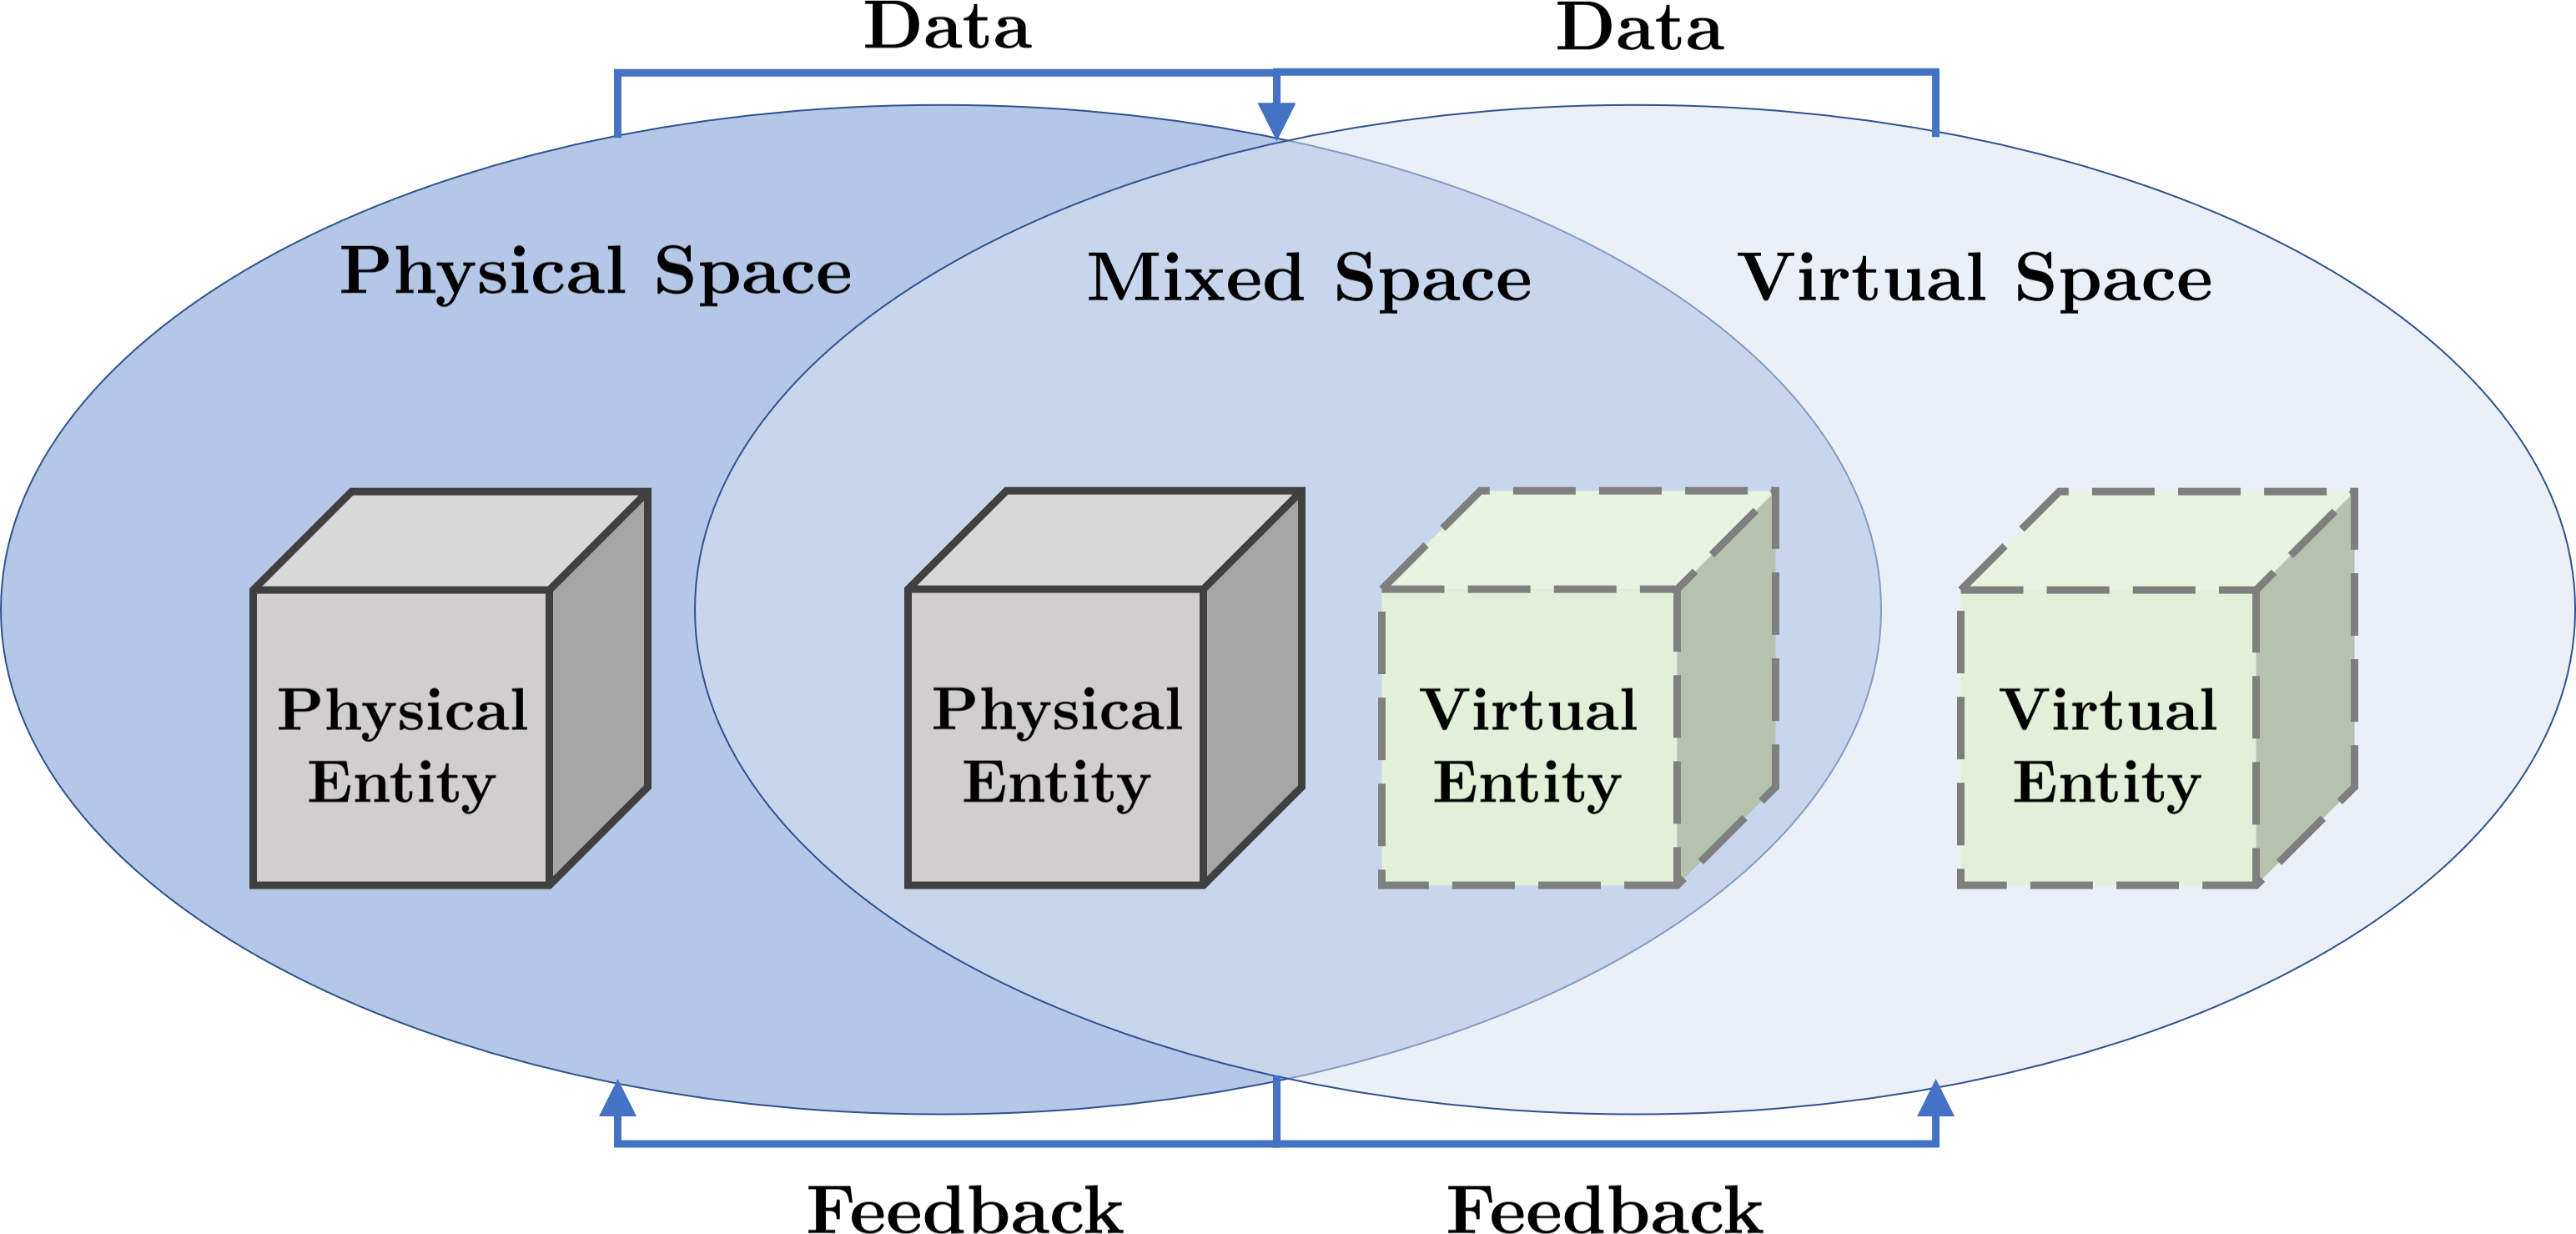 Data
Data
Physical Space
Mixed Space
Virtual Space
Physical
Entity
Physical
Entity
Virtual
Entity
Virtual
Entity
Feedback
Feedback